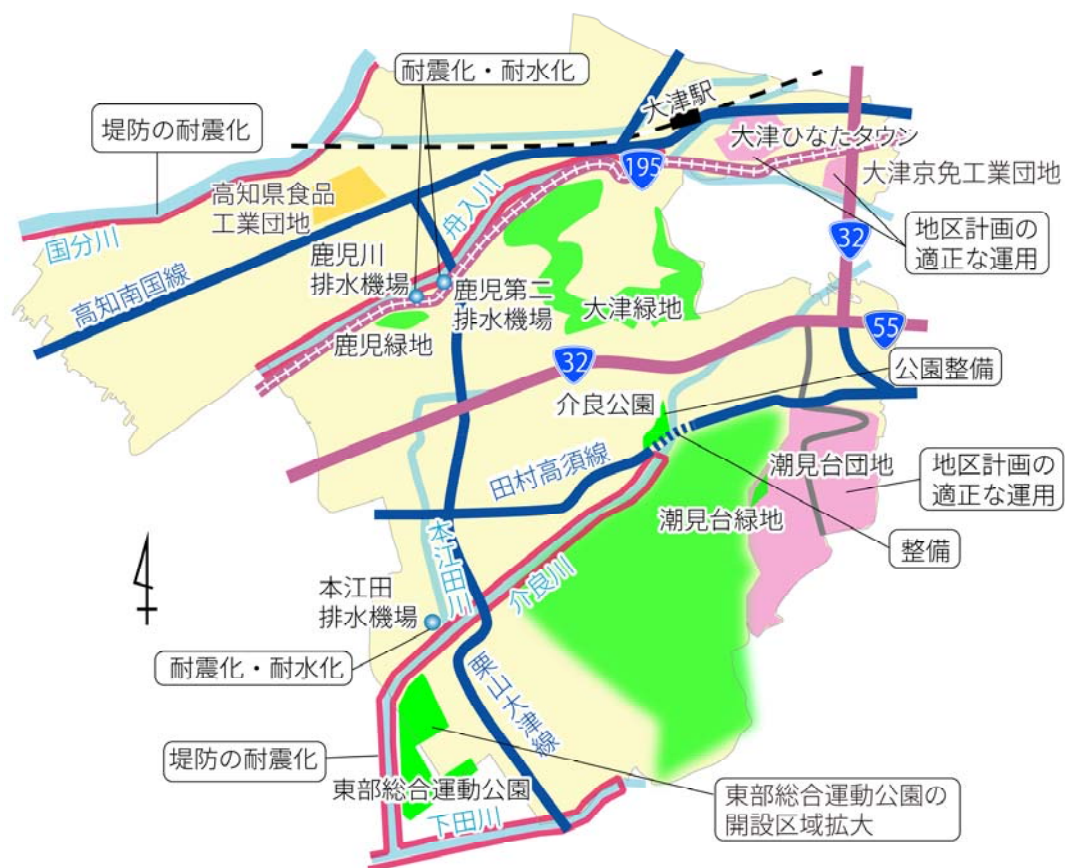 耐震化・耐水化
大津駅
堤防の耐震化
大津ひなたタウン
195
高知県食品
工業団地
舟入川
大津京免工業団地
国分川
鹿児川
排水機場
32
地区計画の
適正な運用
高知南国線
鹿児第二
排水機場
大津緑地
鹿児緑地
55
32
公園整備
介良公園
田村高須線
潮見台団地
地区計画の
適正な運用
潮見台緑地
整備
本江田川
介良川
本江田
排水機場
耐震化・耐水化
栗山大津線
堤防の耐震化
東部総合運動公園
東部総合運動公園の
開設区域拡大
下田川